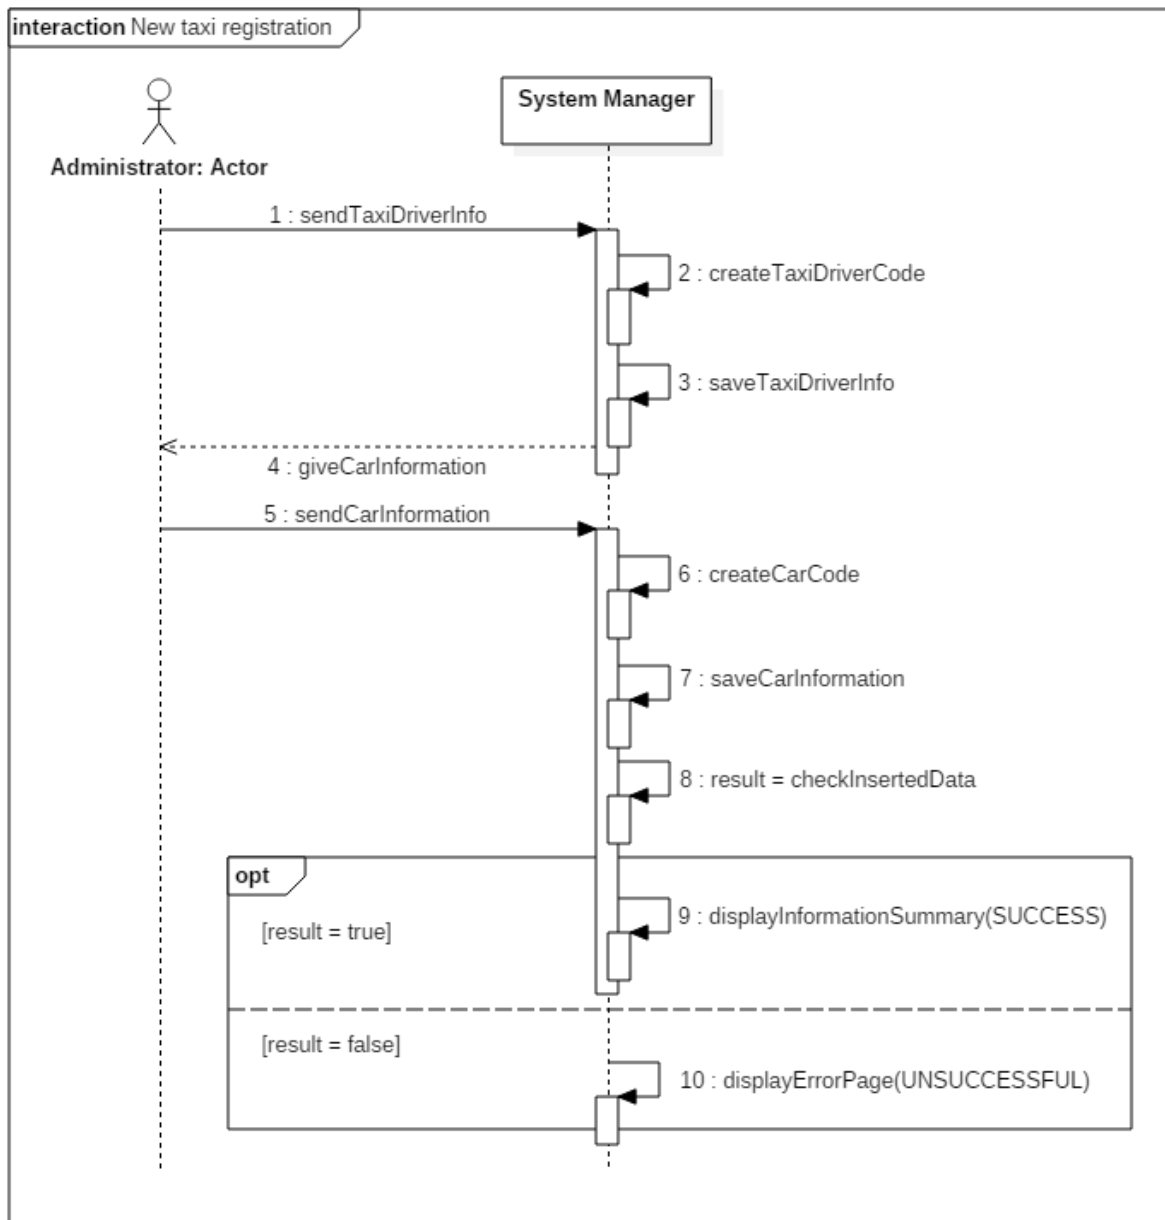 interaction New taxi registration
System Manager
Administrator: Actor
1 : sendTaxiDriverInfo
2 : createTaxiDriverCode
3 : saveTaxiDriverInfo
4 : giveCarInformation
5 : sendCarInformation
6 : createCarCode
7 : saveCarInformation
8 : result = checkInsertedData
opt
9 : displayInformationSummary(SUCCESS)
[result = true]
[result = false]
10 : displayErrorPage(UNSUCCESSFUL)